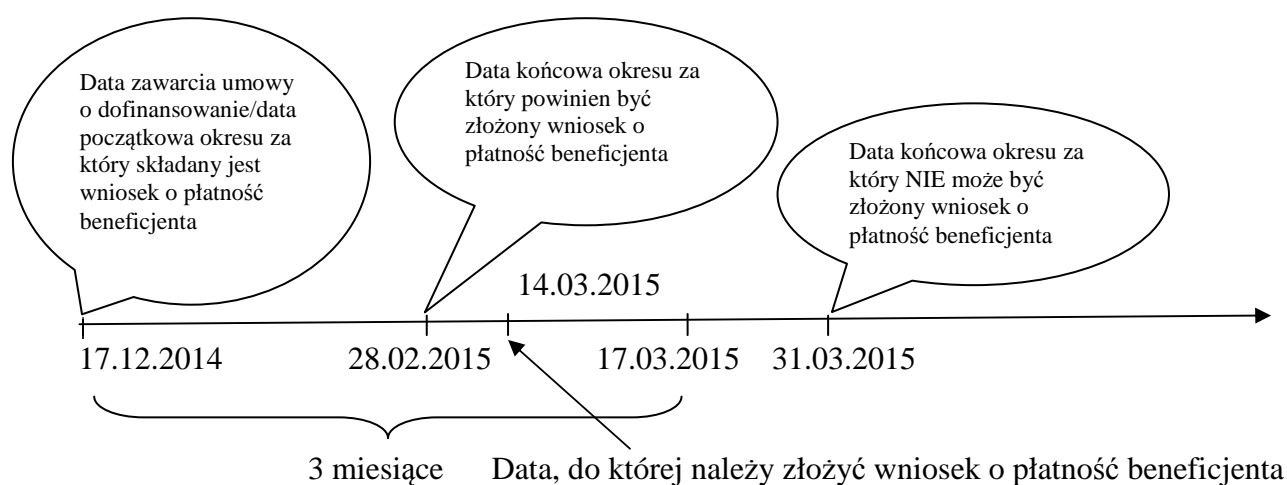 Data zawarcia umowy
o dofinansowanie/data
początkowa okresu za
który składany jest
wniosek o płatność
beneficjenta
Data końcowa okresu za
który powinien być
złożony wniosek o
płatność beneficjenta
Data końcowa okresu za
który NIE może być
złożony wniosek o
płatność beneficjenta
14.03.2015
17.12.2014
28.02.2015
17.03.2015
31.03.2015
3 miesiące
Data, do której należy złożyć wniosek o płatność beneficjenta